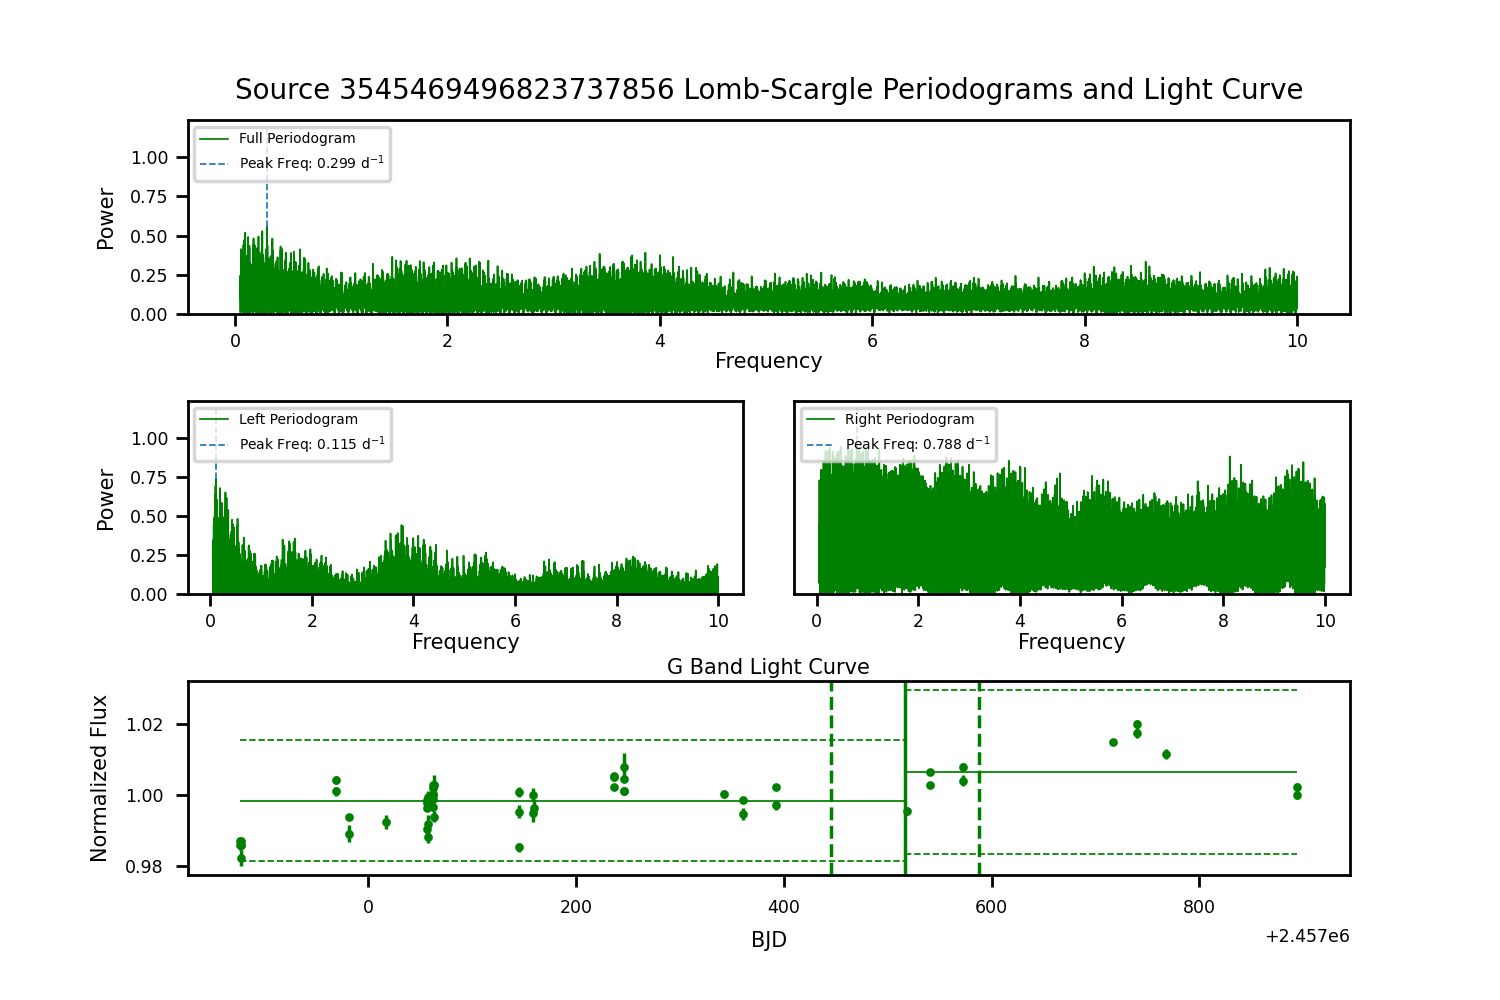 Source 3545469496823737856 Lomb-Scargle Periodograms and Light Curve
Full Periodogram
Peak Freq: 0.299 d⁻¹
Power
1.00
0.75
0.50
0.25
0.00
0 2 4 6 8 10
Frequency
Left Periodogram
Peak Freq: 0.115 d⁻¹
Power
1.00
0.75
0.50
0.25
0.00
0 2 4 6 8 10
Frequency
Right Periodogram
Peak Freq: 0.788 d⁻¹
0 2 4 6 8 10
Frequency
G Band Light Curve
Normalized Flux
1.02
1.00
0.98
0 200 400 600 800
BJD
+2.457e6